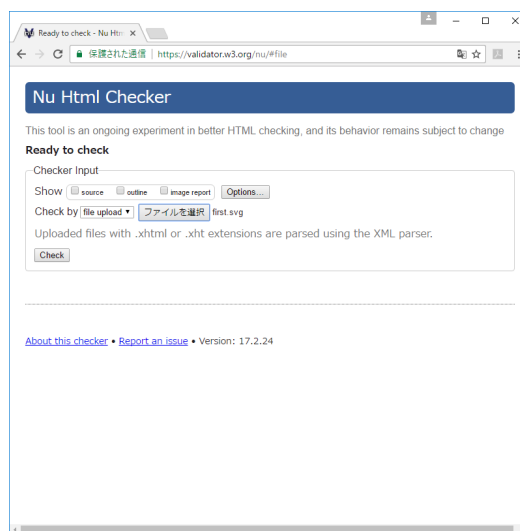 Ready to check - Nu Htm
保護された通信 | https://validator.w3.org/nu/#file
Nu Html Checker
This tool is an ongoing experiment in better HTML checking, and its behavior remains subject to change
Ready to check
Checker Input
Show source outline image report Options...
Check by file upload ファイルを選択 first.svg
Uploaded files with .xhtml or .xht extensions are parsed using the XML parser.
Check
About this checker • Report an issue • Version: 17.2.24